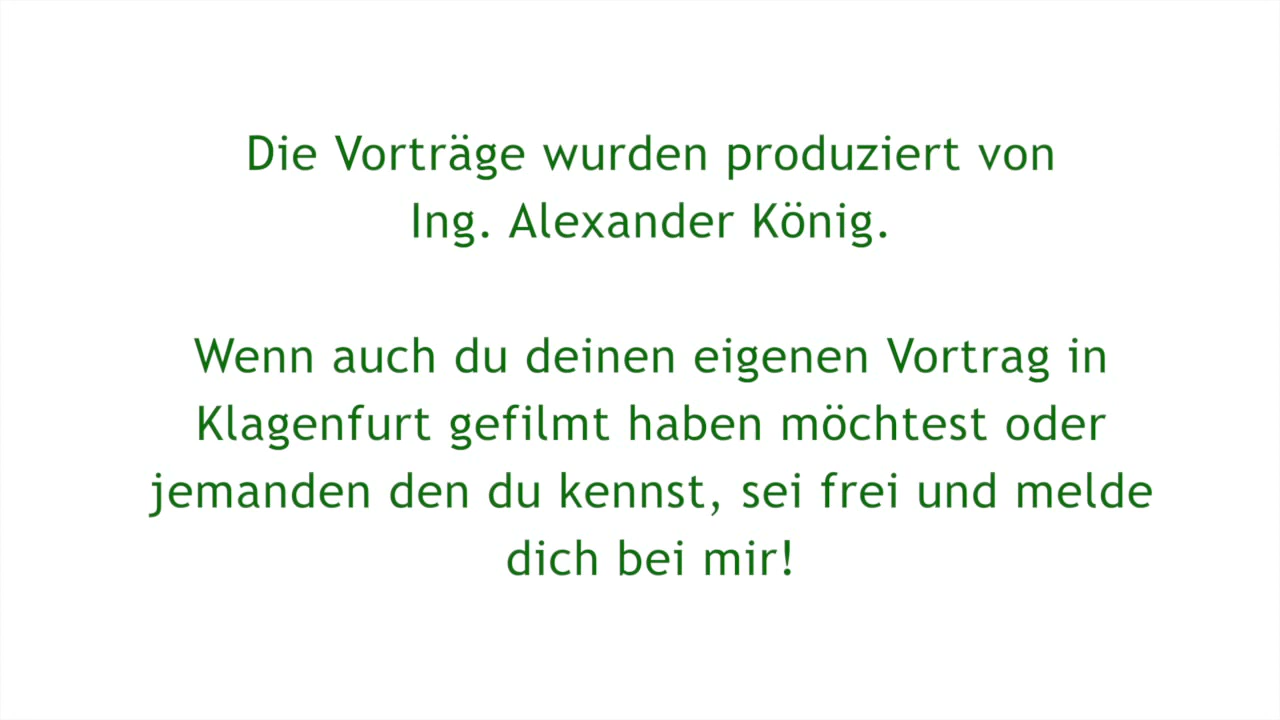 Die Vorträge wurden produziert von
Ing. Alexander König.
Wenn auch du deinen eigenen Vortrag in
Klagenfurt gefilmt haben möchtest oder
jemanden den du kennst, sei frei und melde
dich bei mir!